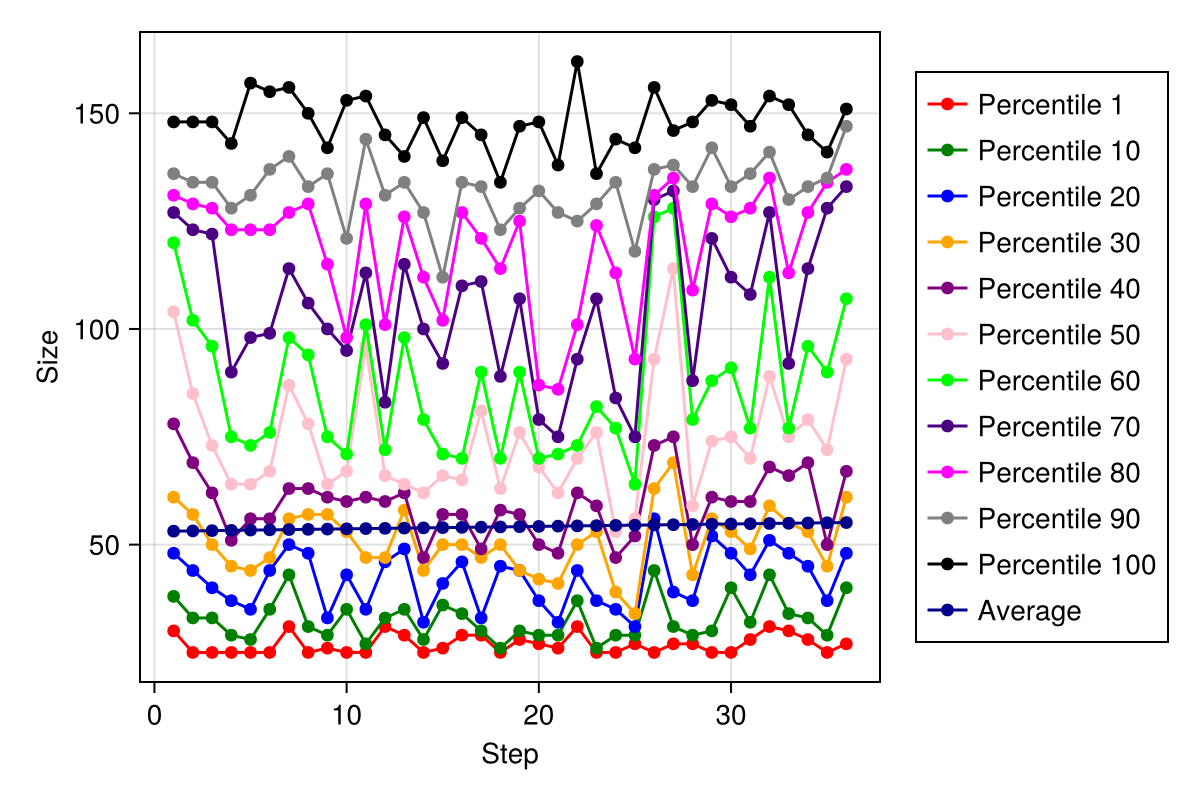 150
100
50
0
10
20
30
Size
Step
Percentile 1
Percentile 10
Percentile 20
Percentile 30
Percentile 40
Percentile 50
Percentile 60
Percentile 70
Percentile 80
Percentile 90
Percentile 100
Average